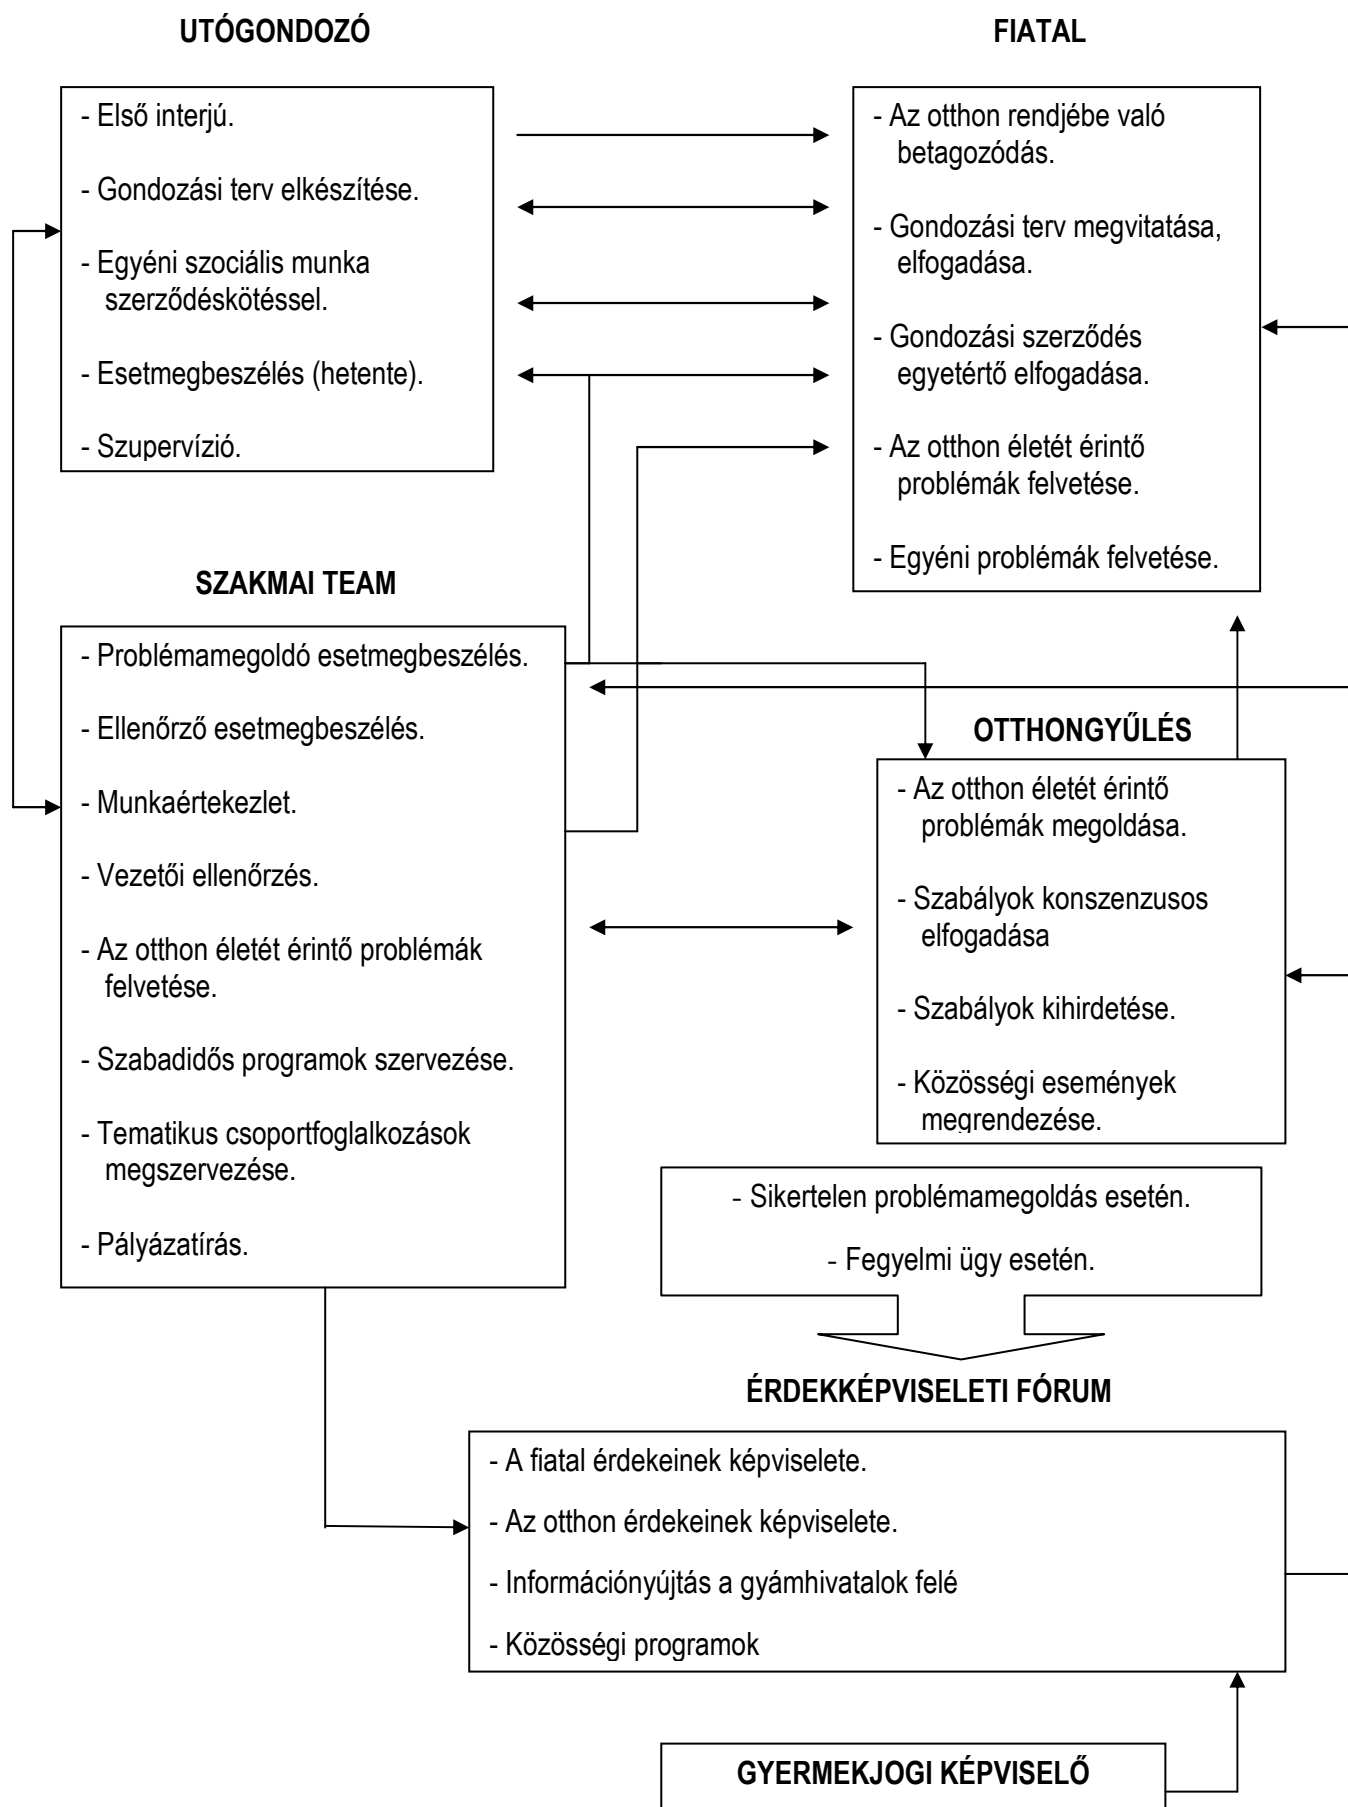 UTÓGONDOZÓ
- Első interjú.
- Gondozási terv elkészítése.
- Egyéni szociális munka
szerződéskötéssel.
- Esetmegbeszélés (hetente).
- Szupervízió.
FIATAL
- Az otthon rendjébe való
betagozódás.
- Gondozási terv megvitatása,
elfogadása.
- Gondozási szerződés
egyetértő elfogadása.
- Az otthon életét érintő
problémák felvetése.
- Egyéni problémák felvetése.
SZAKMAI TEAM
- Problémamegoldó esetmegbeszélés.
- Ellenőrző esetmegbeszélés.
- Munkaértekezlet.
- Vezetői ellenőrzés.
- Az otthon életét érintő problémák
felvetése.
- Szabadidős programok szervezése.
- Tematikus csoportfoglalkozások
megszervezése.
- Pályázatírás.
OTTHONGYŰLÉS
- Az otthon életét érintő
problémák megoldása.
- Szabályok konszenzusos
elfogadása
- Szabályok kihirdetése.
- Közösségi események
megrendezése.
- Sikertelen problémamegoldás esetén.
- Fegyelmi ügy esetén.
ÉRDEKKÉPVISELETI FÓRUM
- A fiatal érdekeinek képviselete.
- Az otthon érdekeinek képviselete.
- Információnyújtás a gyámhivatalok felé
- Közösségi programok
GYERMEKJOGI KÉPVISELŐ